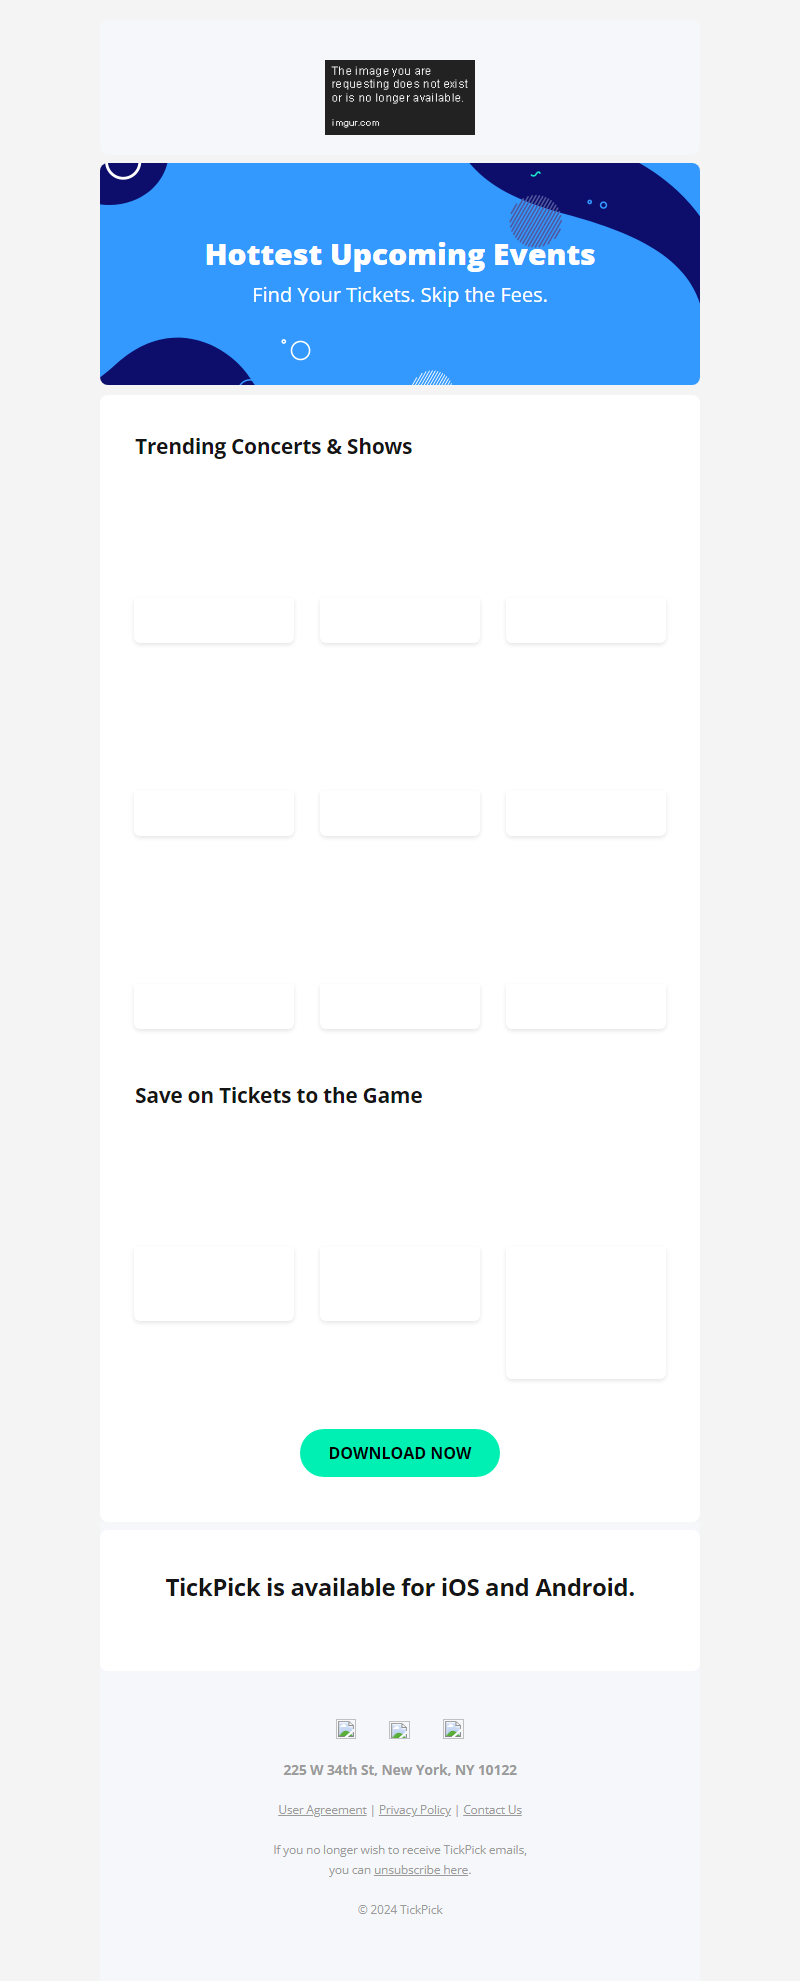 The image you are
requesting does not exist
or is no longer available.
imgur.com
Hottest Upcoming Events
Find Your Tickets. Skip the Fees.
Trending Concerts & Shows
Save on Tickets to the Game
DOWNLOAD NOW
TickPick is available for iOS and Android.
225 W 34th St, New York, NY 10122
User Agreement | Privacy Policy | Contact Us
If you no longer wish to receive TickPick emails,
you can unsubscribe here.
© 2024 TickPick